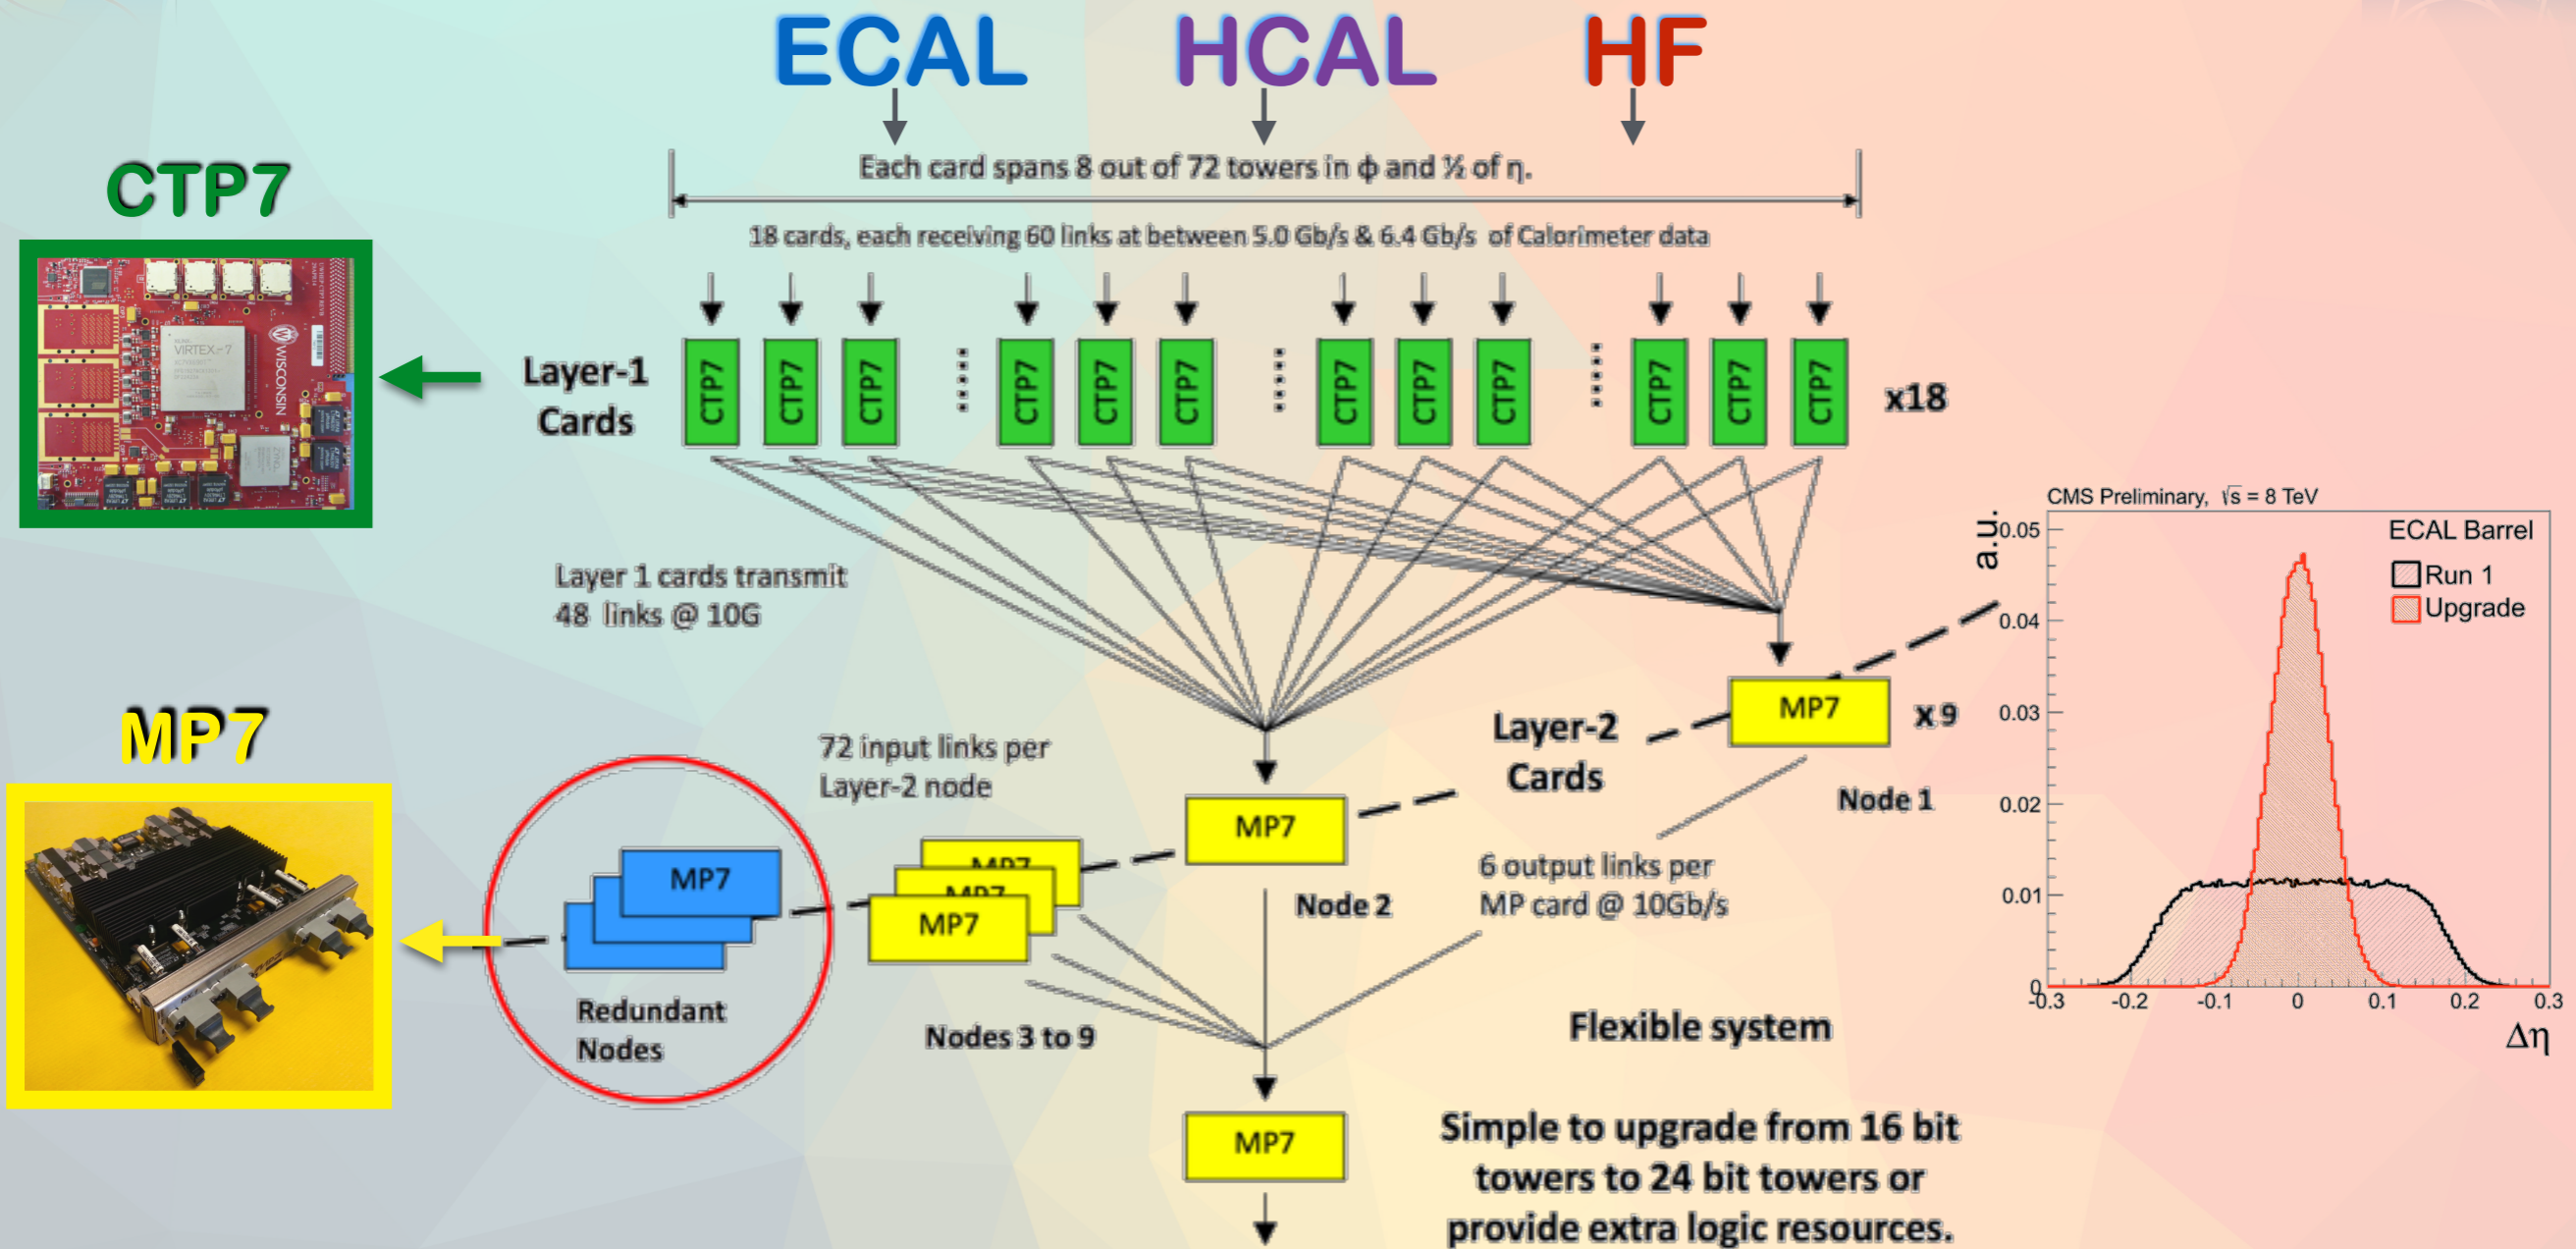 ECAL
HCAL
HF
Each card spans 8 out of 72 towers in ϕ and ½ of η.
18 cards, each receiving 60 links at between 5.0 Gb/s & 6.4 Gb/s of Calorimeter data
CTP7
VIRTEX-7
WISCONSIN
Layer-1
Cards
CTP7
CTP7
CTP7
CTP7
CTP7
CTP7
CTP7
CTP7
CTP7
CTP7
CTP7
CTP7
x18
Layer 1 cards transmit
48 links @ 10G
CMS Preliminary, √s = 8 TeV
a.u.
ECAL Barrel
Run 1
Upgrade
0.05
0.04
0.03
0.02
0.01
0
-0.3
-0.2
-0.1
0
0.1
0.2
0.3
Δη
MP7
72 input links per
Layer-2 node
Layer-2
Cards
MP7
x 9
Node 1
MP7
Node 2
6 output links per
MP card @ 10Gb/s
MP7
MP7
MP7
Nodes 3 to 9
MP7
Redundant
Nodes
Flexible system
MP7
Simple to upgrade from 16 bit
towers to 24 bit towers or
provide extra logic resources.